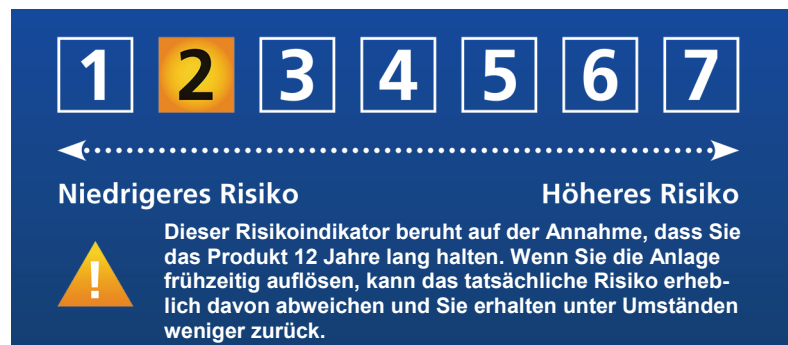 1 2 3 4 5 6 7
Niedrigeres Risiko Höheres Risiko
Dieser Risikoindikator beruht auf der Annahme, dass Sie
das Produkt 12 Jahre lang halten. Wenn Sie die Anlage
frühzeitig auflösen, kann das tatsächliche Risiko erheb-
lich davon abweichen und Sie erhalten unter Umständen
weniger zurück.